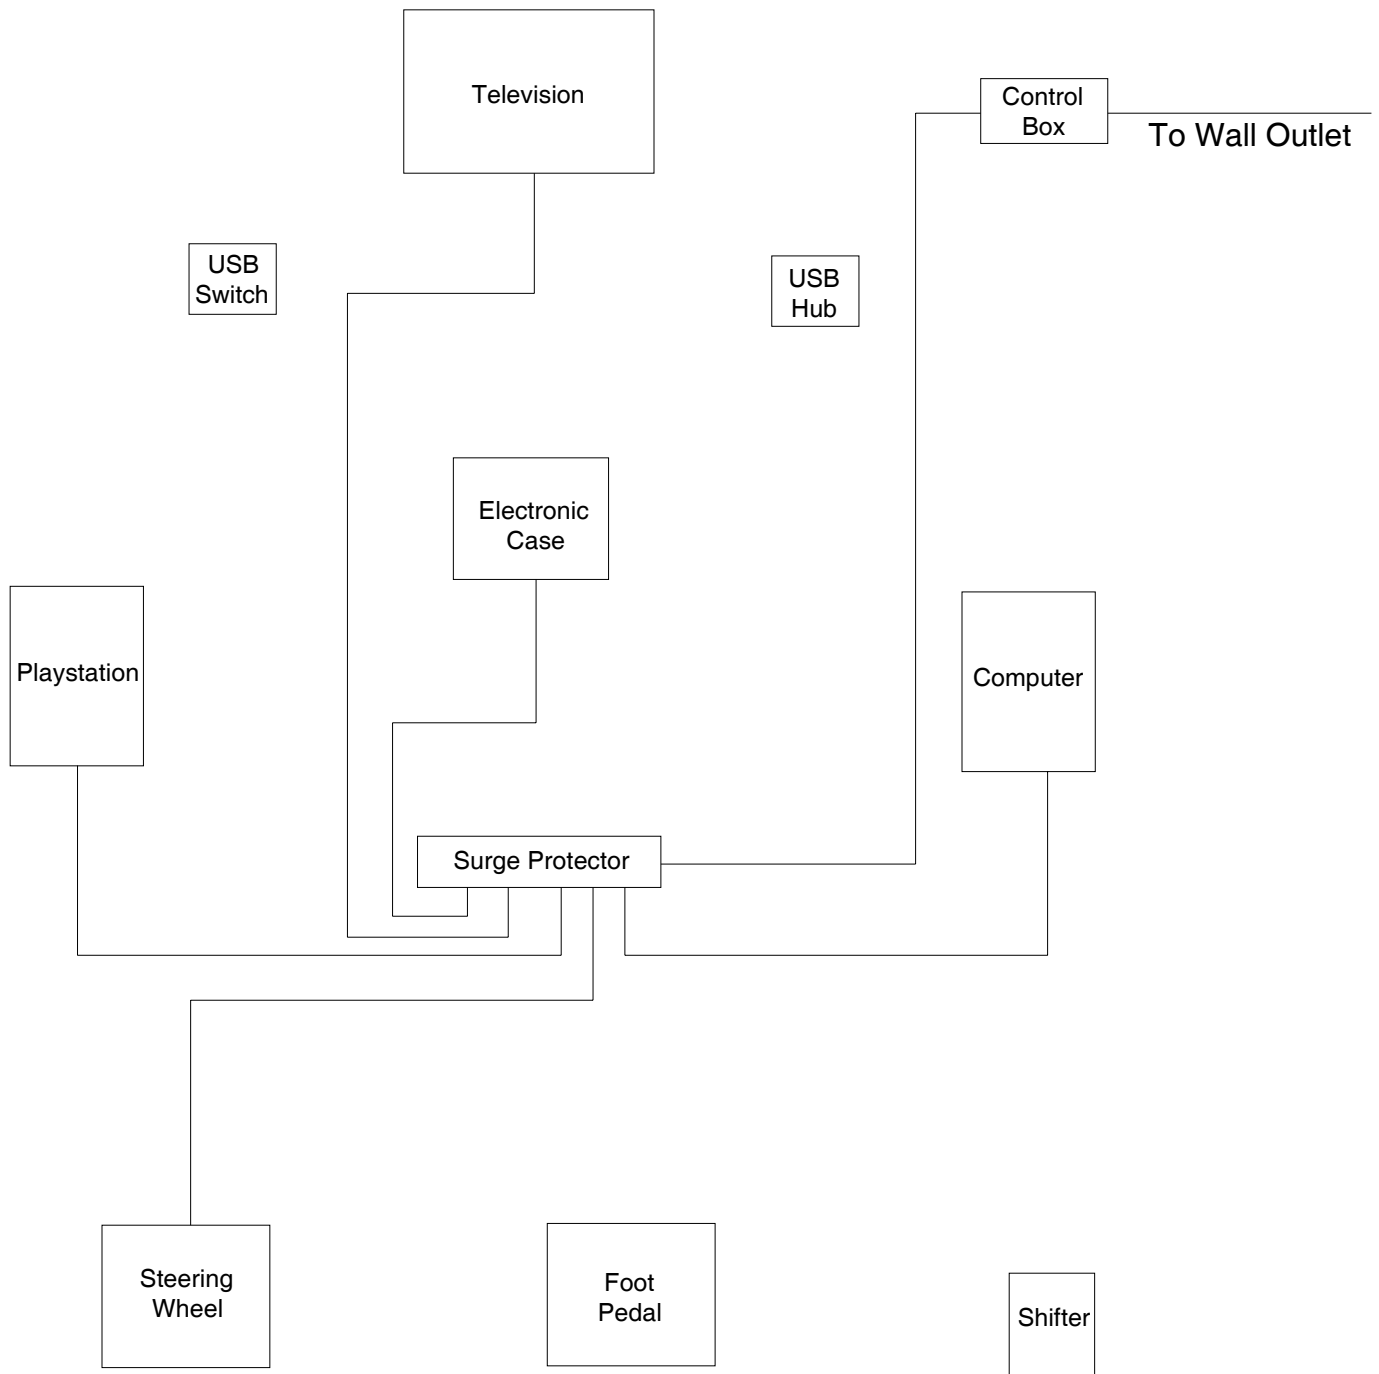 Television
Control
Box
To Wall Outlet
USB
Switch
USB
Hub
Electronic
Case
Playstation
Computer
Surge Protector
Steering
Wheel
Foot
Pedal
Shifter